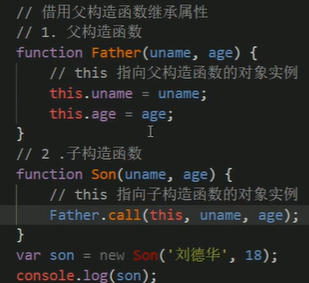 // 借用父构造函数继承属性
// 1. 父构造函数
function Father(uname, age) {
// this 指向父构造函数的对象实例
this.uname = uname;
this.age = age;
}
// 2 .子构造函数
function Son(uname, age) {
// this 指向子构造函数的对象实例
Father.call(this, uname, age);
}
var son = new Son('刘德华', 18);
console.log(son);